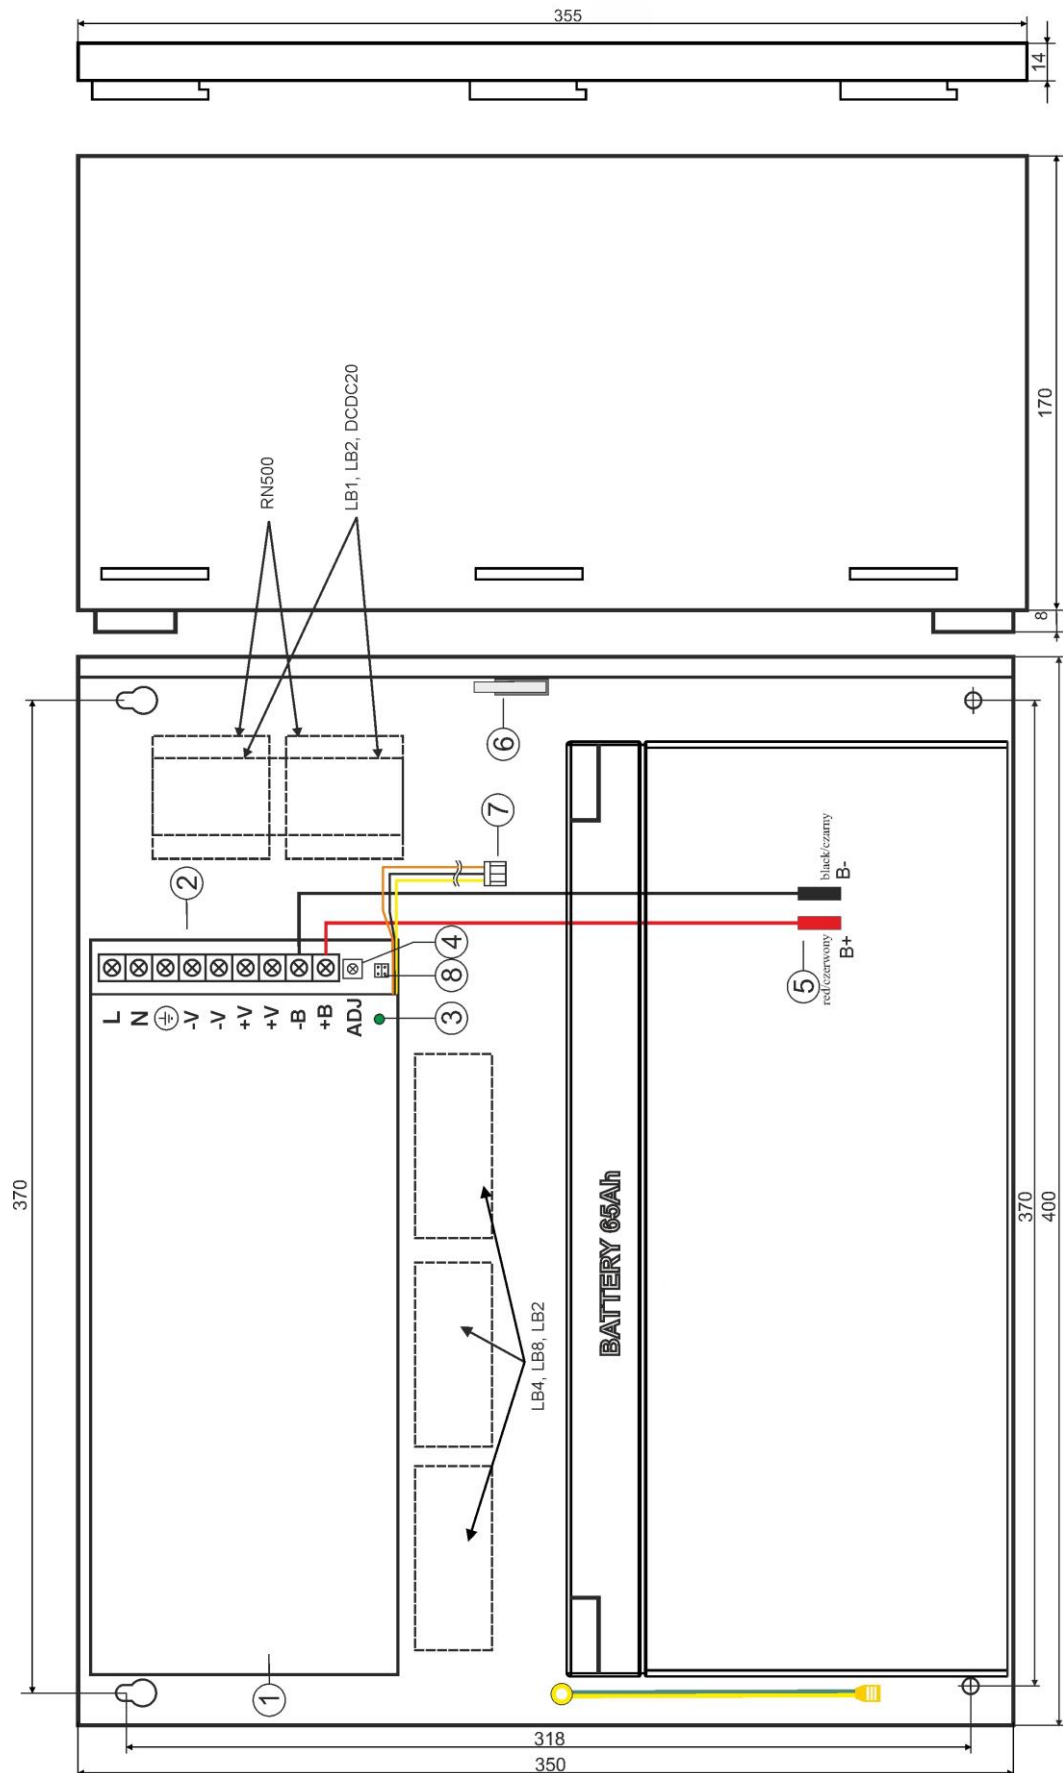 355
14
170
8
RN500
LB1, LB2, DCDC20
370
6
7
2
4
8
3
5
1
L
N
-V
-V
+V
+V
-B
+B
ADJ
black/czarny
B-
red/czerwony
B+
BATTERY 65Ah
LB4, LB8, LB2
370
400
318
350